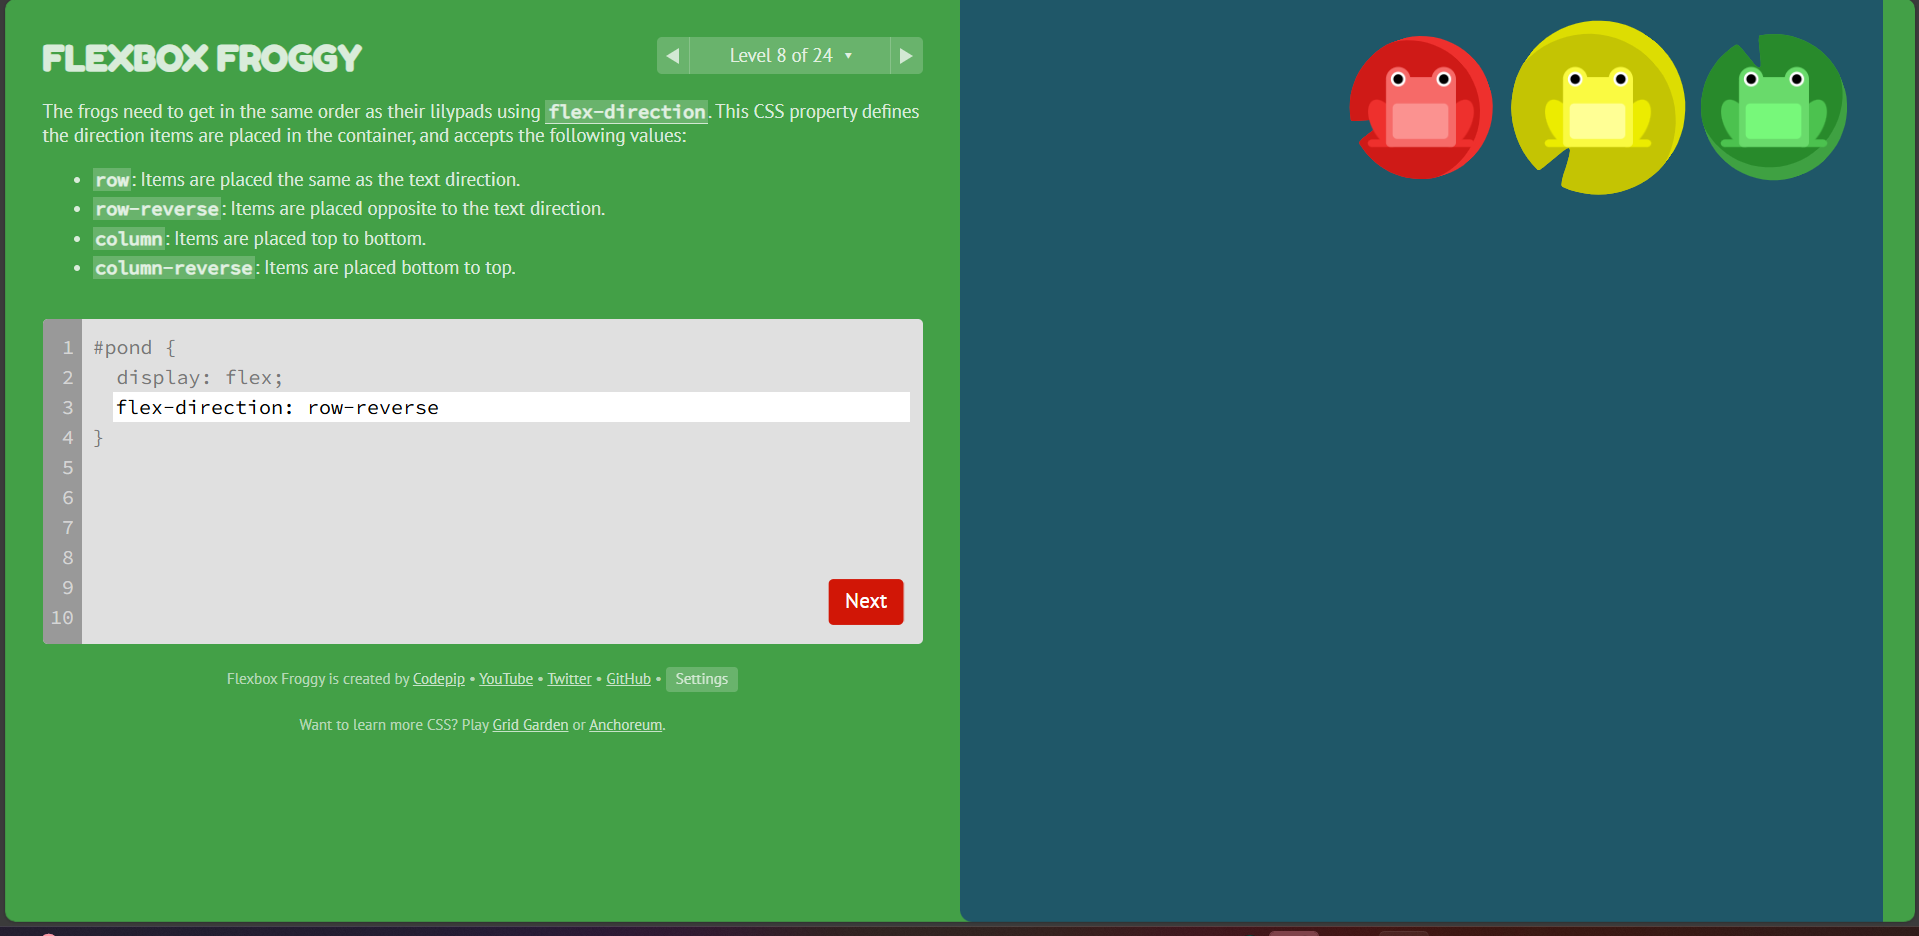 FLEXBOX FROGGY
◀ Level 8 of 24 ▾ ▶
The frogs need to get in the same order as their lilypads using flex-direction. This CSS property defines
the direction items are placed in the container, and accepts the following values:
• row: Items are placed the same as the text direction.
• row-reverse: Items are placed opposite to the text direction.
• column: Items are placed top to bottom.
• column-reverse: Items are placed bottom to top.
1 #pond {
2 display: flex;
3 flex-direction: row-reverse
4 }
5
6
7
8
9
10
Next
Flexbox Froggy is created by Codepip • YouTube • Twitter • GitHub • Settings
Want to learn more CSS? Play Grid Garden or Anchoreum.